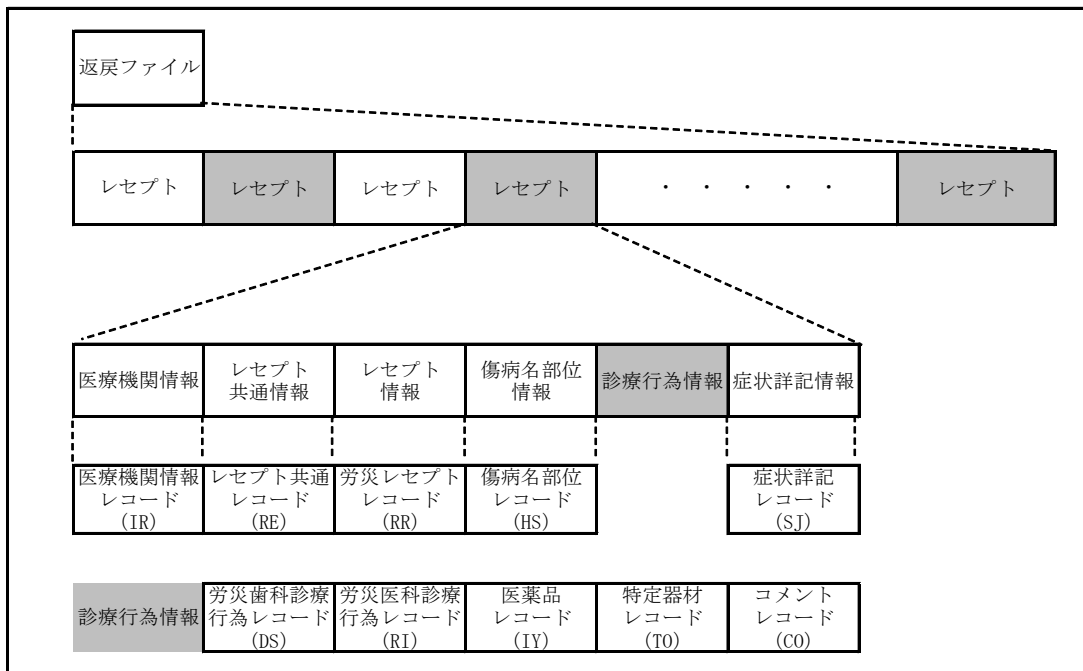 返戻ファイル
レセプト
レセプト
レセプト
レセプト
・ ・ ・ ・ ・
レセプト
医療機関情報
レセプト
共通情報
レセプト
情報
傷病名部位
情報
診療行為情報
症状詳記情報
医療機関情報
レコード
(IR)
レセプト共通
レコード
(RE)
労災レセプト
レコード
(RR)
傷病名部位
レコード
(HS)
症状詳記
レコード
(SJ)
診療行為情報
労災歯科診療
行為レコード
(DS)
労災医科診療
行為レコード
(RI)
医薬品
レコード
(IY)
特定器材
レコード
(TO)
コメント
レコード
(CO)